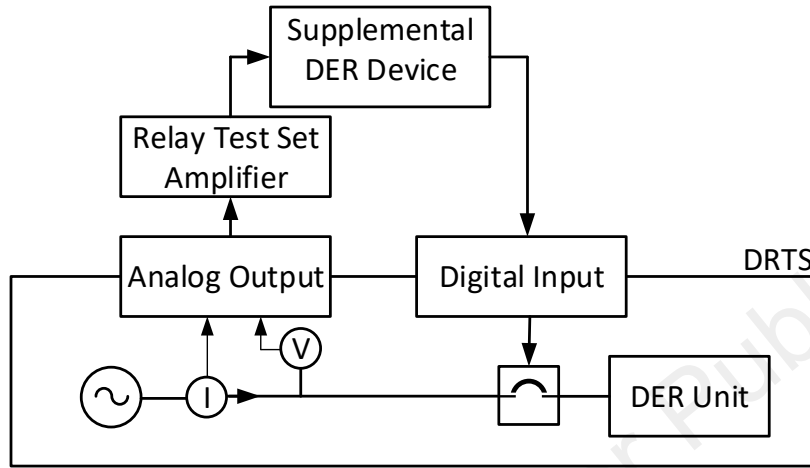 Supplemental
DER Device
Relay Test Set
Amplifier
Analog Output
Digital Input
DRTS
V
I
DER Unit